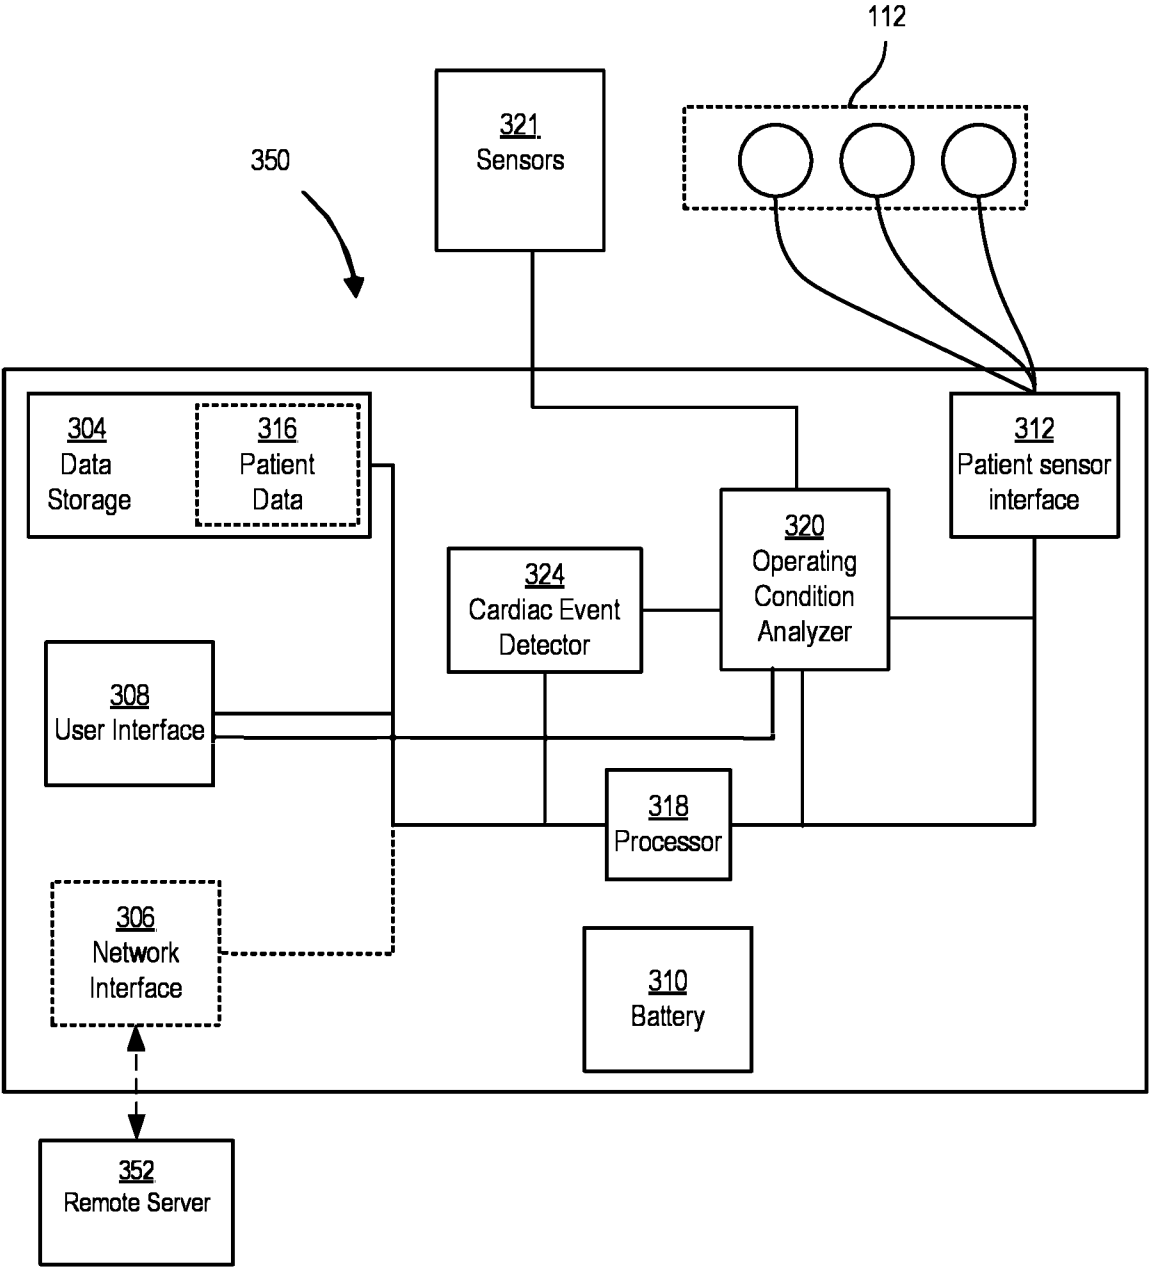 112
321
Sensors
350
304
Data
Storage
316
Patient
Data
312
Patient sensor
interface
320
Operating
Condition
Analyzer
324
Cardiac Event
Detector
308
User Interface
318
Processor
306
Network
Interface
310
Battery
352
Remote Server